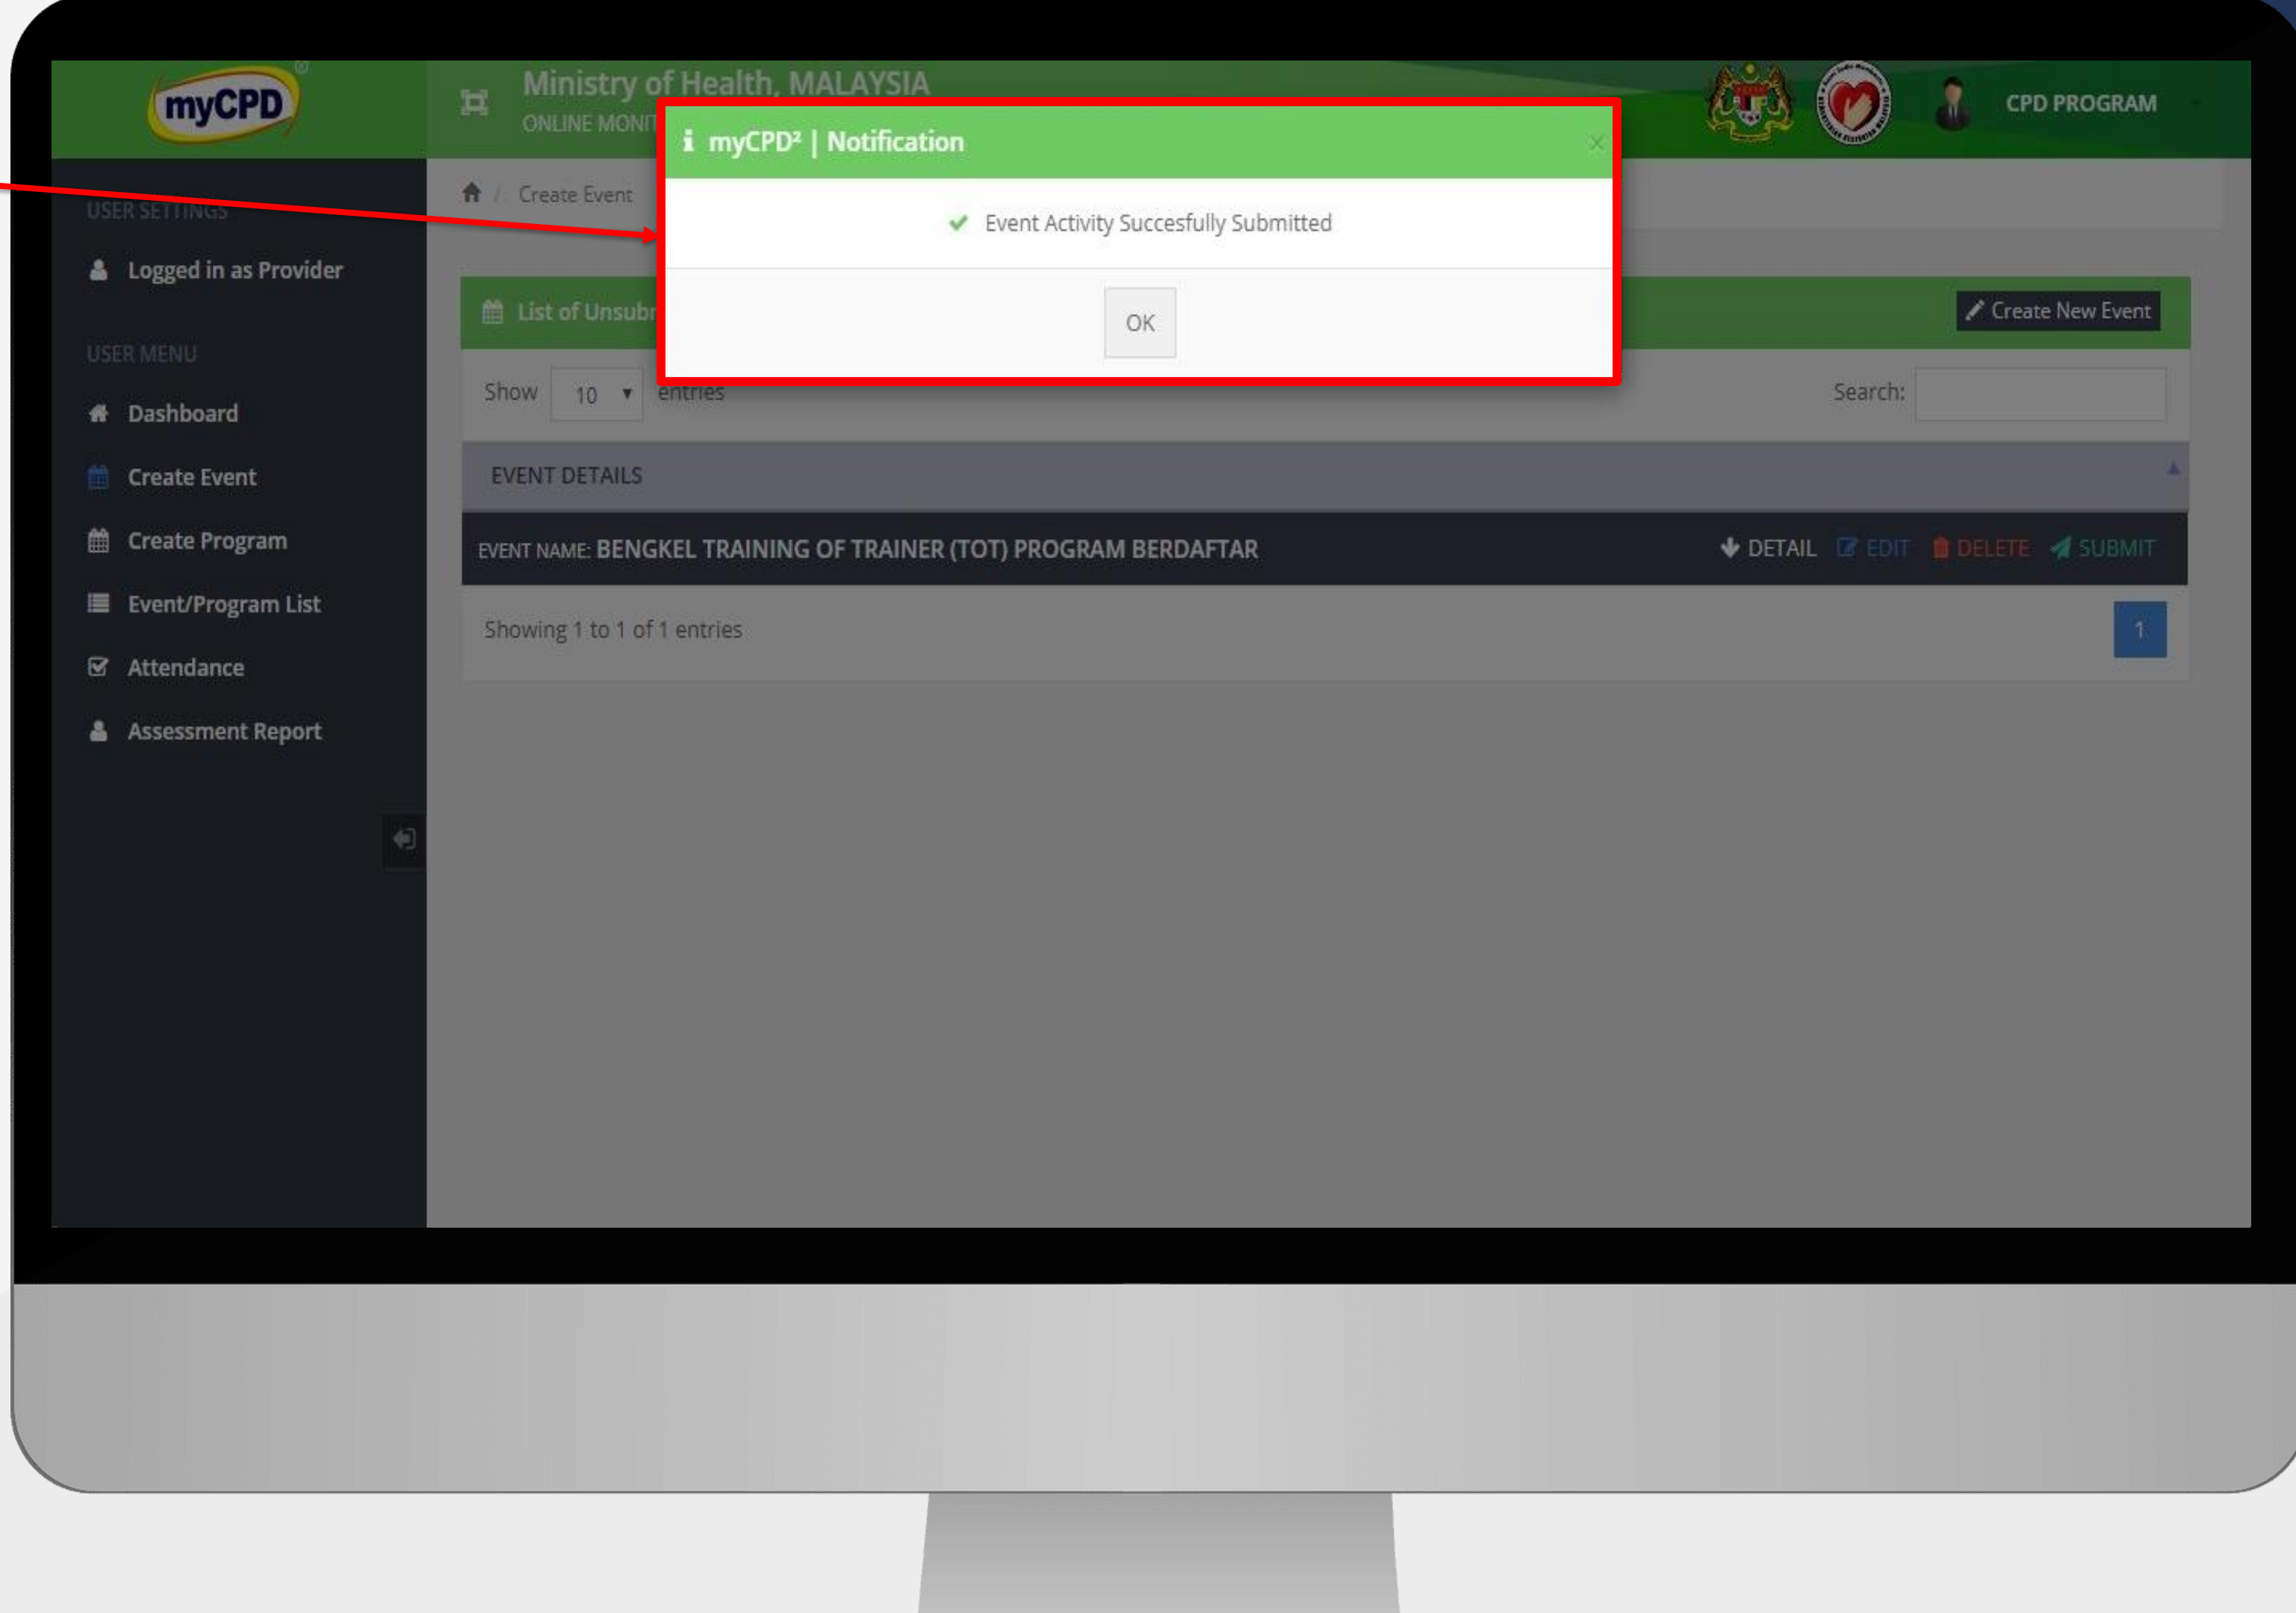 myCPD
Ministry of Health, MALAYSIA
ONLINE
CPD PROGRAM
myCPD² | Notification
×
Event Activity Succesfully Submitted
OK
USER SETTINGS
Logged in as Provider
USER MENU
Dashboard
Create Event
Create Program
Event/Program List
Attendance
Assessment Report
/ Create Event
List of
Create New Event
Show 10 entries
Search:
EVENT DETAILS
EVENT NAME: BENGKEL TRAINING OF TRAINER (TOT) PROGRAM BERDAFTAR
DETAIL EDIT DELETE SUBMIT
Showing 1 to 1 of 1 entries
1